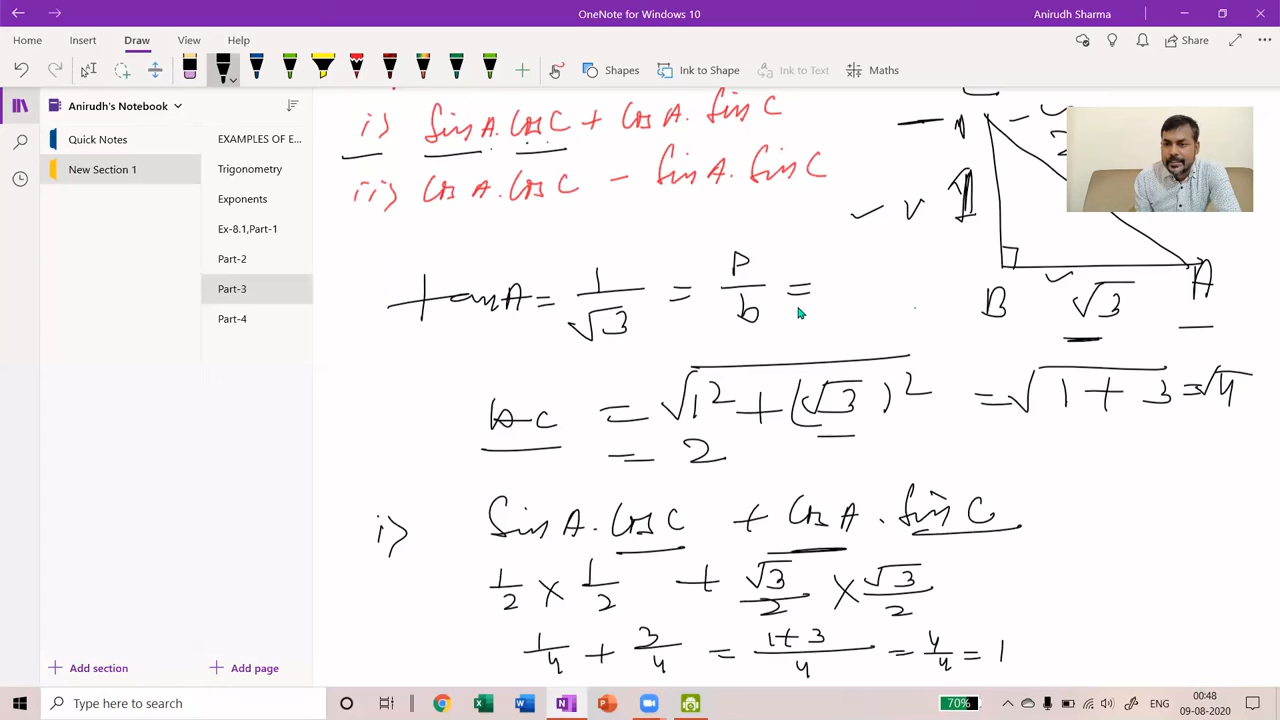 OneNote for Windows 10
Anirudh Sharma
Home Insert Draw View Help
Share
Shapes Ink to Shape Ink to Text Maths
Anirudh's Notebook
Quick Notes
New Section 1
EXAMPLES OF E...
Trigonometry
Exponents
Ex-8.1,Part-1
Part-2
Part-3
Part-4
i) Sin A. Cos C + Cos A. Sin C
ii) Cos A. Cos C - Sin A. Sin C
B √3 A
tan A = 1/√3 = P/b =
AC = √1² + (√3)² = √1 + 3 = √4
= 2
i) Sin A. Cos C + Cos A. Sin C
1/2 × 1/2 + √3/2 × √3/2
1/4 + 3/4 = 1+3/4 = 4/4 = 1
Add section
Add page
Type here to search
70%
ENG
00:48
09-08-2020